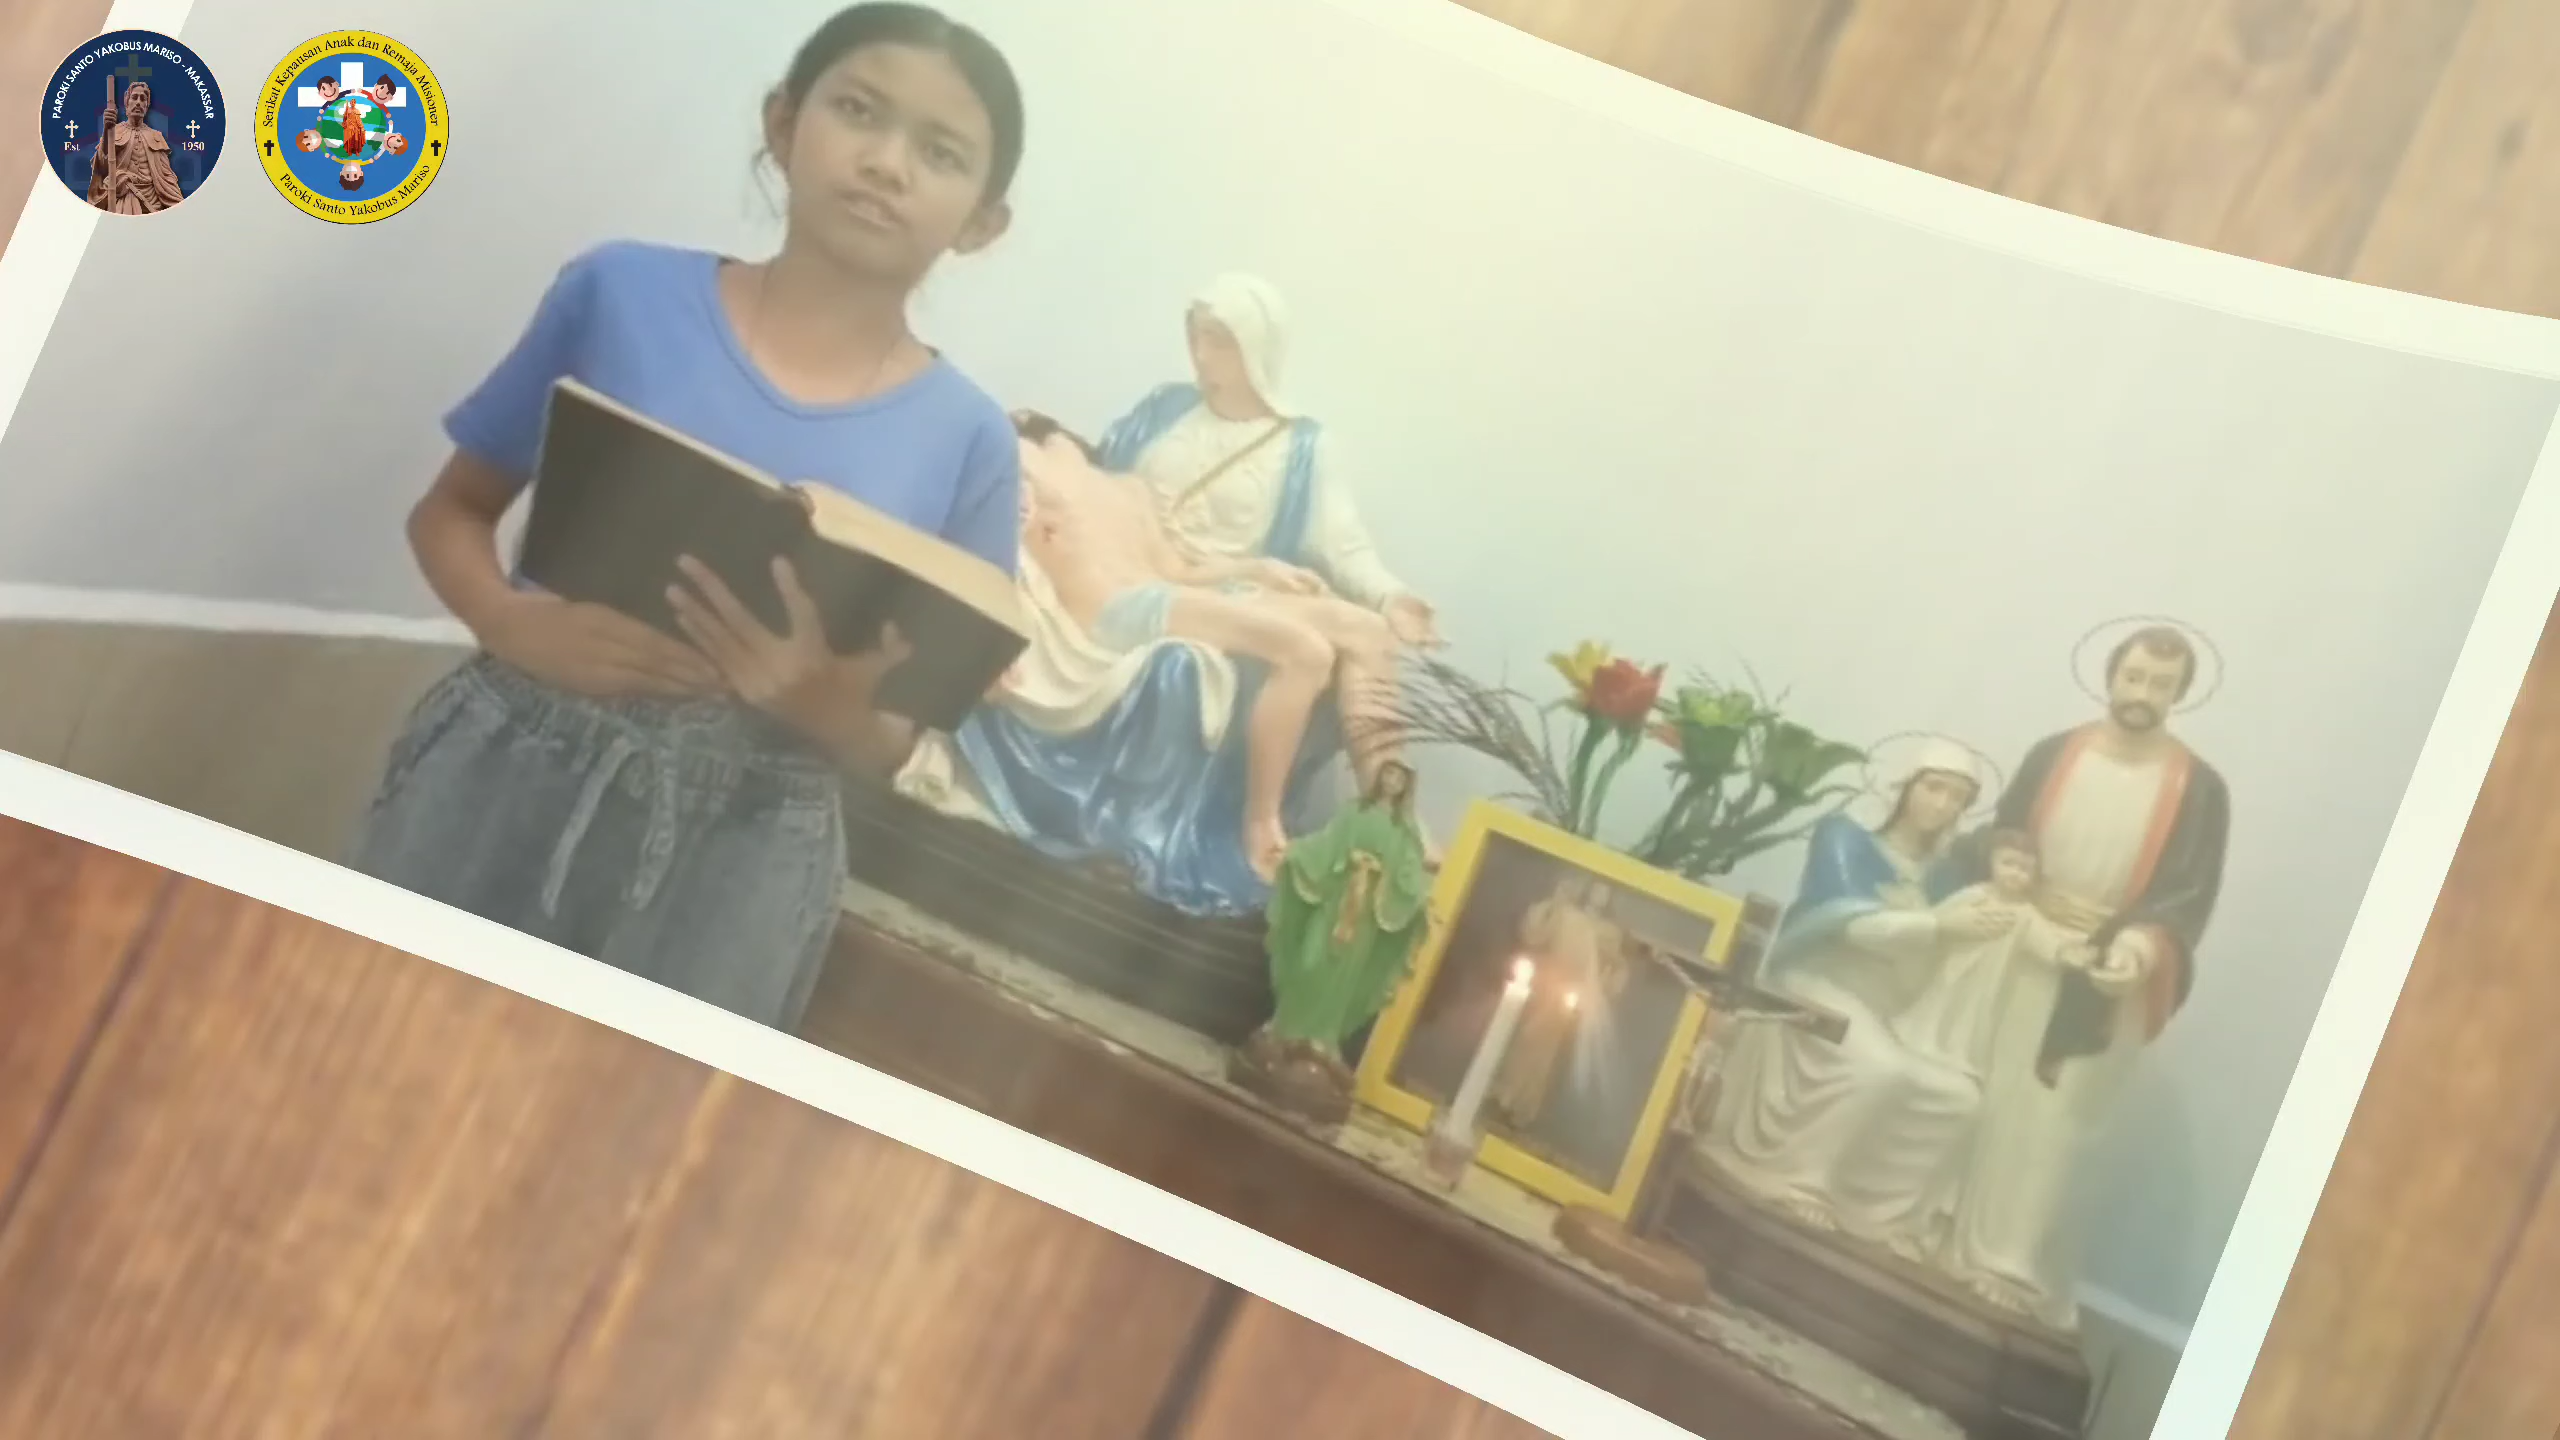 PAROKI SANTO YAKOBUS MARISO - MAKASSAR
Est 1950
Serikat Kepausan Anak dan Remaja Misioner
Paroki Santo Yakobus Mariso